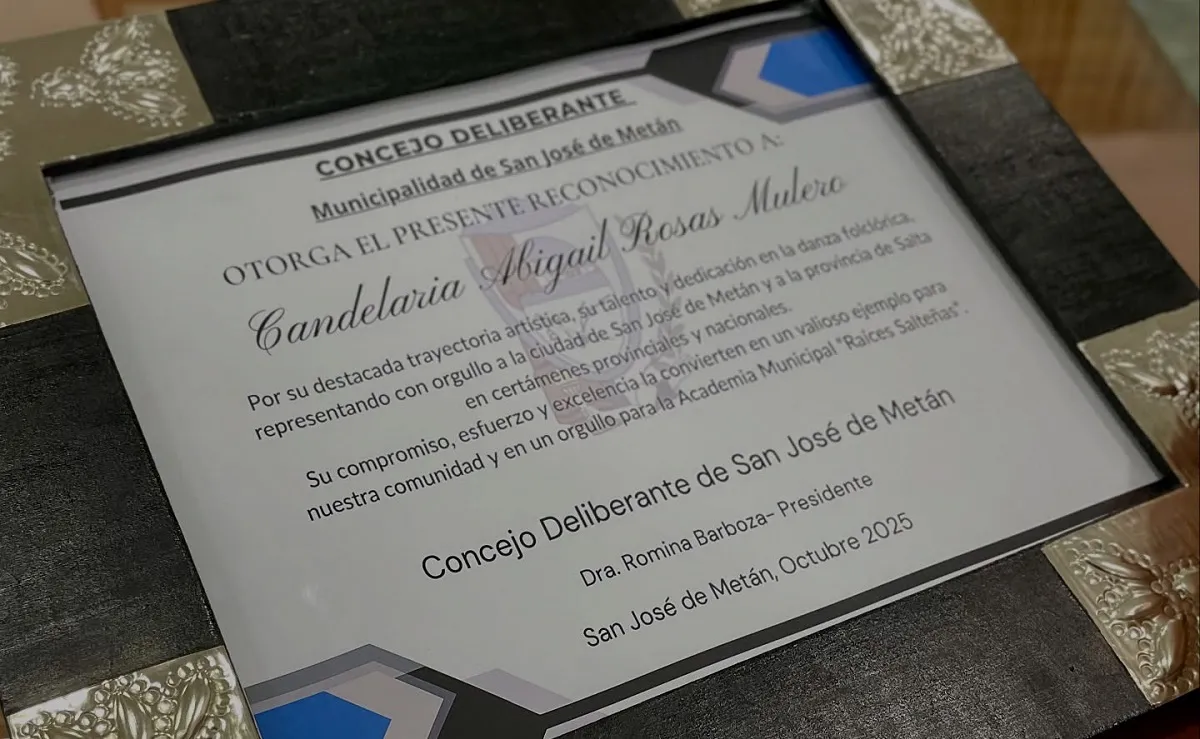 CONCEJO DELIBERANTE
Municipalidad de San José de Metán
OTORGA EL PRESENTE RECONOCIMIENTO A:
Candelaria Abigail Rosas Mulero
Por su destacada trayectoria artística, su talento y dedicación en la danza folclórica,
representando con orgullo a la ciudad de San José de Metán y a la provincia de Salta
en certámenes provinciales y nacionales.
Su compromiso, esfuerzo y excelencia la convierten en un valioso ejemplo para
nuestra comunidad y en un orgullo para la Academia Municipal "Raíces Salteñas".
Concejo Deliberante de San José de Metán
Dra. Romina Barboza- Presidente
San José de Metán, Octubre 2025